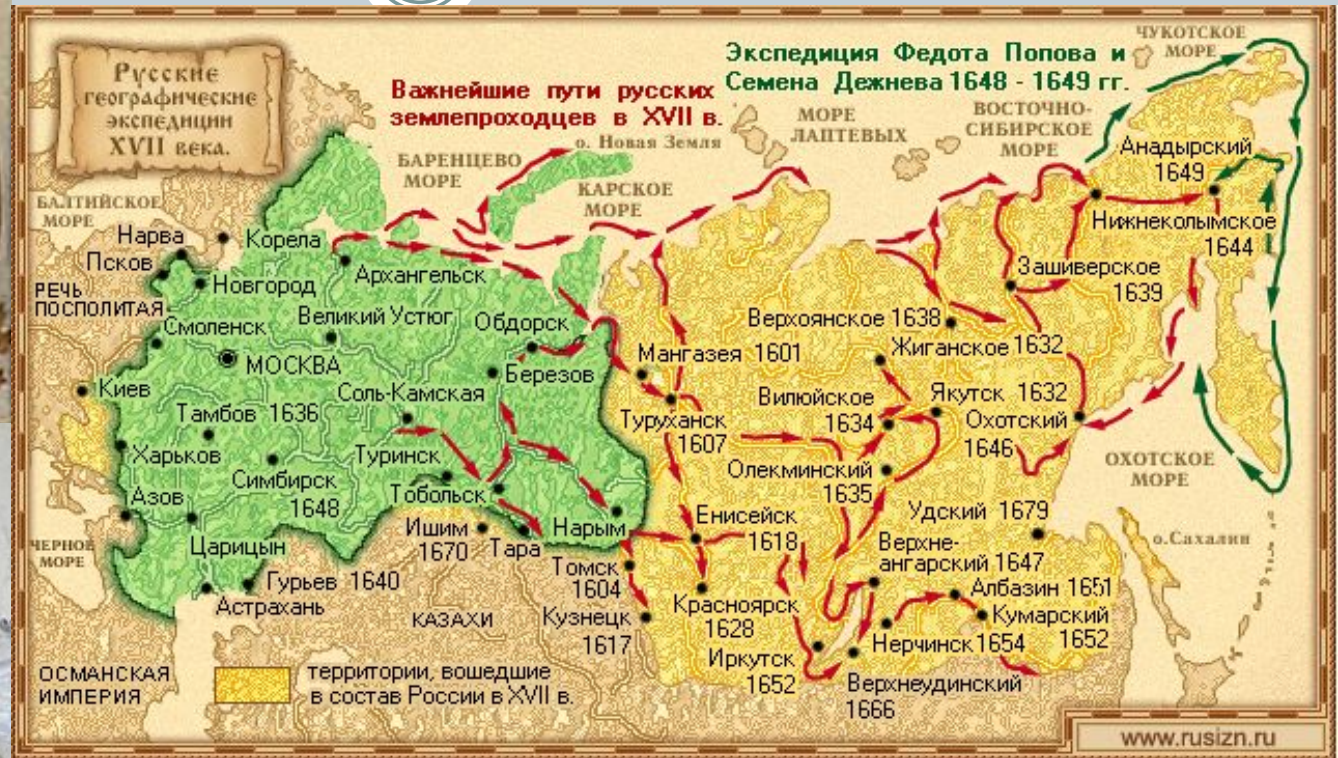 Русские
географические
экспедиции
XVII века.
Важнейшие пути русских
землепроходцев в XVII в.
Экспедиция Федота Попова и
Семена Дежнева 1648 - 1649 гг.
ЧУКОТСКОЕ
МОРЕ
МОРЕ
ЛАПТЕВЫХ
ВОСТОЧНО-
СИБИРСКОЕ
МОРЕ
о. Новая Земля
БАРЕНЦЕВО
МОРЕ
КАРСКОЕ
МОРЕ
Анадырский
1649
БАЛТИЙСКОЕ
МОРЕ
Нарва
Корела
Псков
Новгород
Архангельск
Нижнеколымское
1644
Зашиверское
1639
РЕЧЬ
ПОСПОЛИТАЯ
Смоленск
Великий Устюг
Обдорск
Верхоянское 1638
МОСКВА
Мангазея 1601
Жиганское 1632
Киев
Соль-Камская
Березов
Тамбов 1636
Туруханск
1607
Вилюйское
1634
Якутск 1632
Охотский
1646
Харьков
Туринск
Симбирск
1648
Тобольск
Олекминский
1635
ОХОТСКОЕ
МОРЕ
Азов
Царицын
Ишим
1670
Тара
Нарым
Енисейск
1618
Удский 1679
Верхне-
ангарский 1647
о.Сахалин
ЧЕРНОЕ
МОРЕ
Гурьев 1640
Астрахань
Томск
1604
Албазин 1651
КАЗАХИ
Кузнецк
1617
Красноярск
1628
Кумарский
1652
Нерчинск 1654
Иркутск
1652
Верхнеудинский
1666
ОСМАНСКАЯ
ИМПЕРИЯ
территории, вошедшие
в состав России в XVII в.
www.rusizn.ru